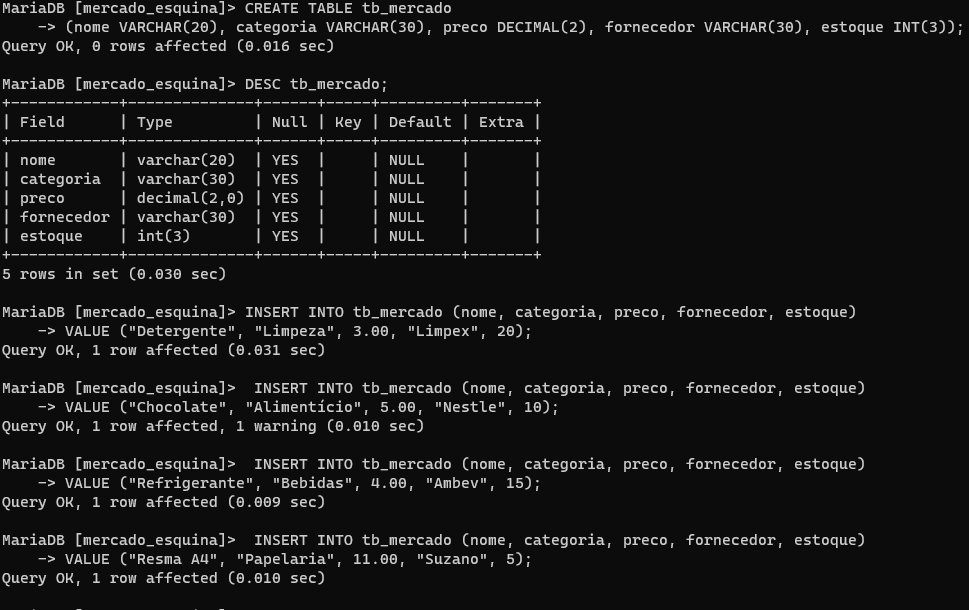 MariaDB [mercado_esquina]> CREATE TABLE tb_mercado
    -> (nome VARCHAR(20), categoria VARCHAR(30), preco DECIMAL(2), fornecedor VARCHAR(30), estoque INT(3));
Query OK, 0 rows affected (0.016 sec)

MariaDB [mercado_esquina]> DESC tb_mercado;
+------------+--------------+------+-----+---------+-------+
| Field      | Type         | Null | Key | Default | Extra |
+------------+--------------+------+-----+---------+-------+
| nome       | varchar(20)  | YES  |     | NULL    |       |
| categoria  | varchar(30)  | YES  |     | NULL    |       |
| preco      | decimal(2,0) | YES  |     | NULL    |       |
| fornecedor | varchar(30)  | YES  |     | NULL    |       |
| estoque    | int(3)       | YES  |     | NULL    |       |
+------------+--------------+------+-----+---------+-------+
5 rows in set (0.030 sec)

MariaDB [mercado_esquina]> INSERT INTO tb_mercado (nome, categoria, preco, fornecedor, estoque)
    -> VALUE ("Detergente", "Limpeza", 3.00, "Limpex", 20);
Query OK, 1 row affected (0.031 sec)

MariaDB [mercado_esquina]>  INSERT INTO tb_mercado (nome, categoria, preco, fornecedor, estoque)
    -> VALUE ("Chocolate", "Alimentício", 5.00, "Nestle", 10);
Query OK, 1 row affected, 1 warning (0.010 sec)

MariaDB [mercado_esquina]>  INSERT INTO tb_mercado (nome, categoria, preco, fornecedor, estoque)
    -> VALUE ("Refrigerante", "Bebidas", 4.00, "Ambev", 15);
Query OK, 1 row affected (0.009 sec)

MariaDB [mercado_esquina]>  INSERT INTO tb_mercado (nome, categoria, preco, fornecedor, estoque)
    -> VALUE ("Resma A4", "Papelaria", 11.00, "Suzano", 5);
Query OK, 1 row affected (0.010 sec)